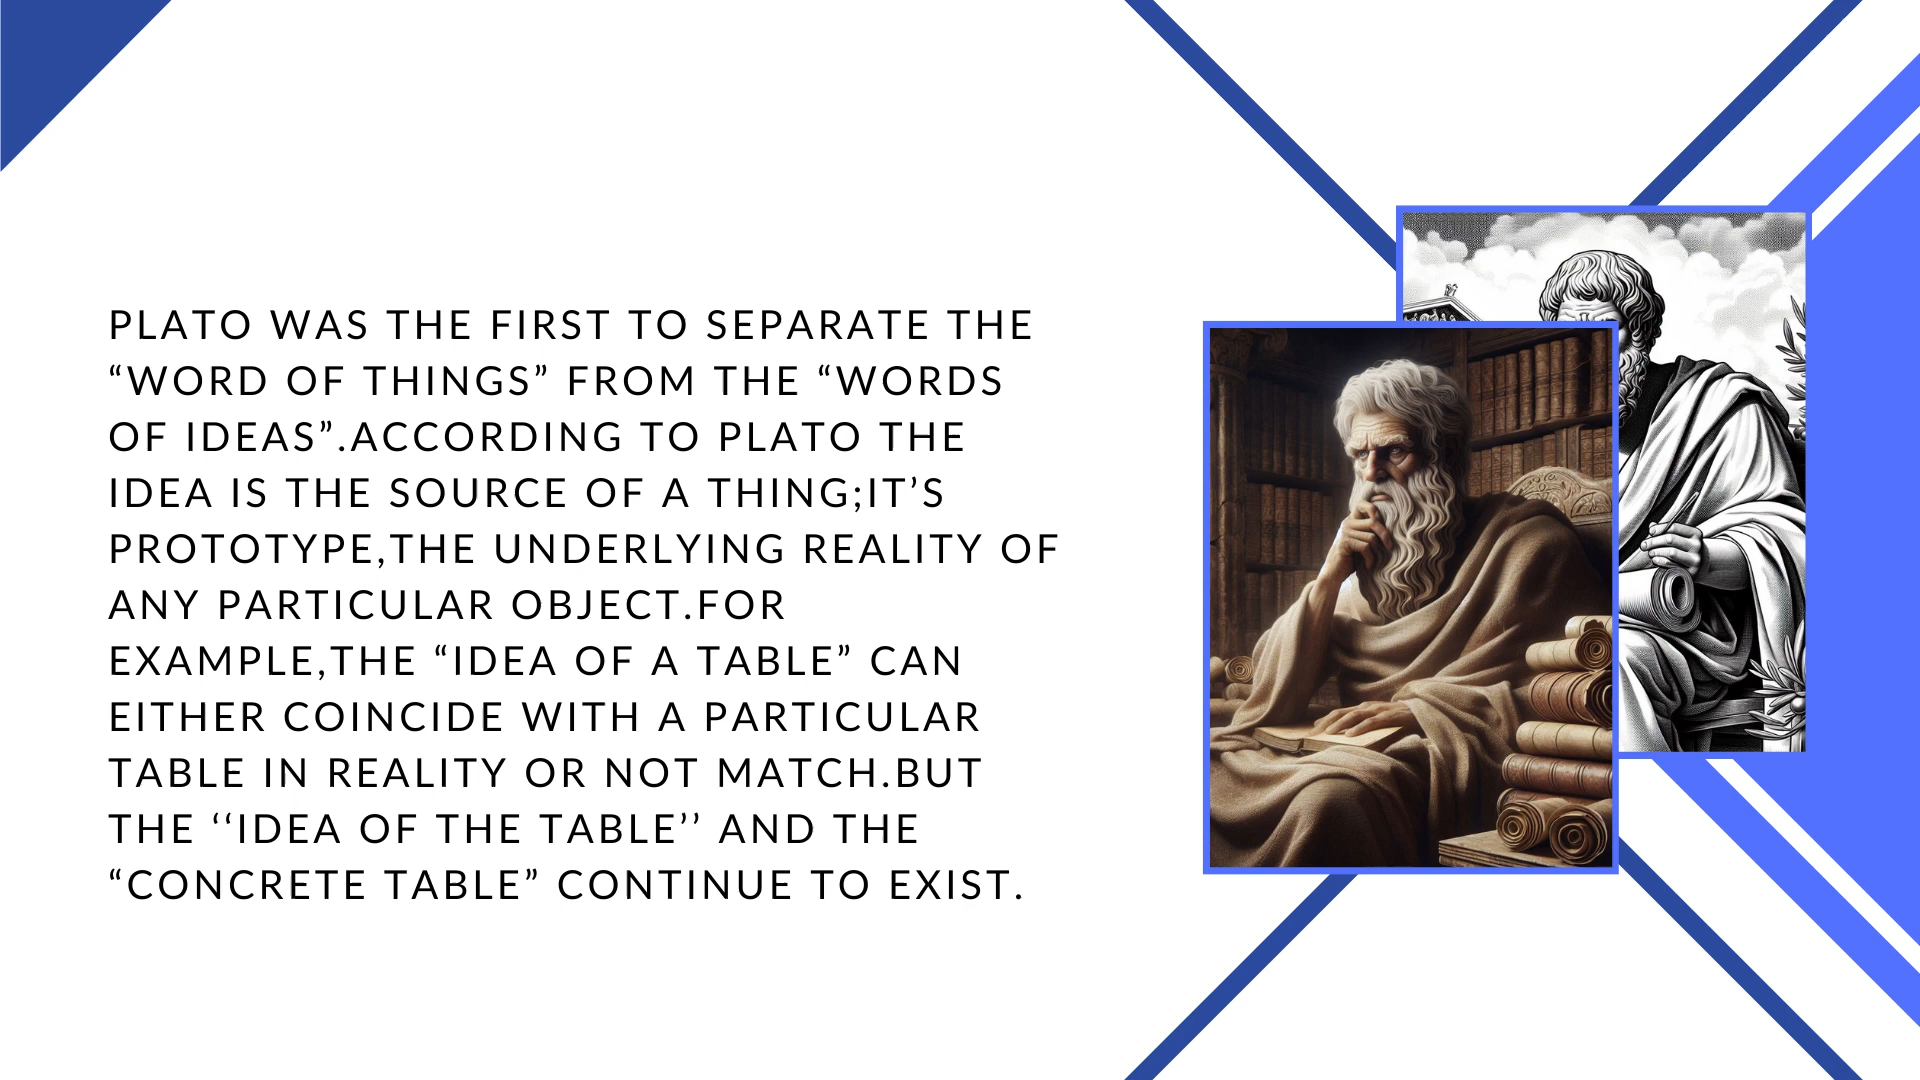 PLATO WAS THE FIRST TO SEPARATE THE
“WORD OF THINGS” FROM THE “WORDS
OF IDEAS”.ACCORDING TO PLATO THE
IDEA IS THE SOURCE OF A THING;IT’S
PROTOTYPE,THE UNDERLYING REALITY OF
ANY PARTICULAR OBJECT.FOR
EXAMPLE,THE “IDEA OF A TABLE” CAN
EITHER COINCIDE WITH A PARTICULAR
TABLE IN REALITY OR NOT MATCH.BUT
THE ‘‘IDEA OF THE TABLE’’ AND THE
“CONCRETE TABLE” CONTINUE TO EXIST.